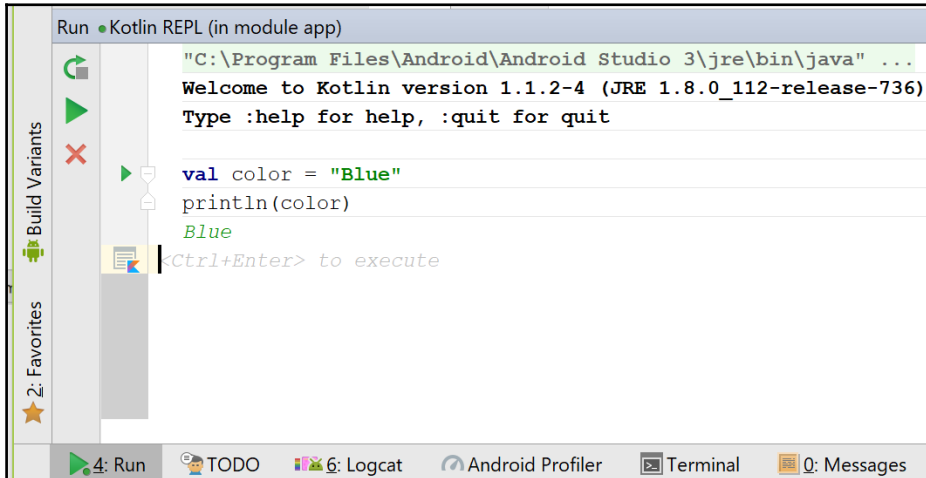 Run Kotlin REPL (in module app)
"C:\Program Files\Android\Android Studio 3\jre\bin\java" ...
Welcome to Kotlin version 1.1.2-4 (JRE 1.8.0_112-release-736)
Type :help for help, :quit for quit
val color = "Blue"
println(color)
Blue
<Ctrl+Enter> to execute
Build Variants
2: Favorites
4: Run
TODO
6: Logcat
Android Profiler
Terminal
0: Messages